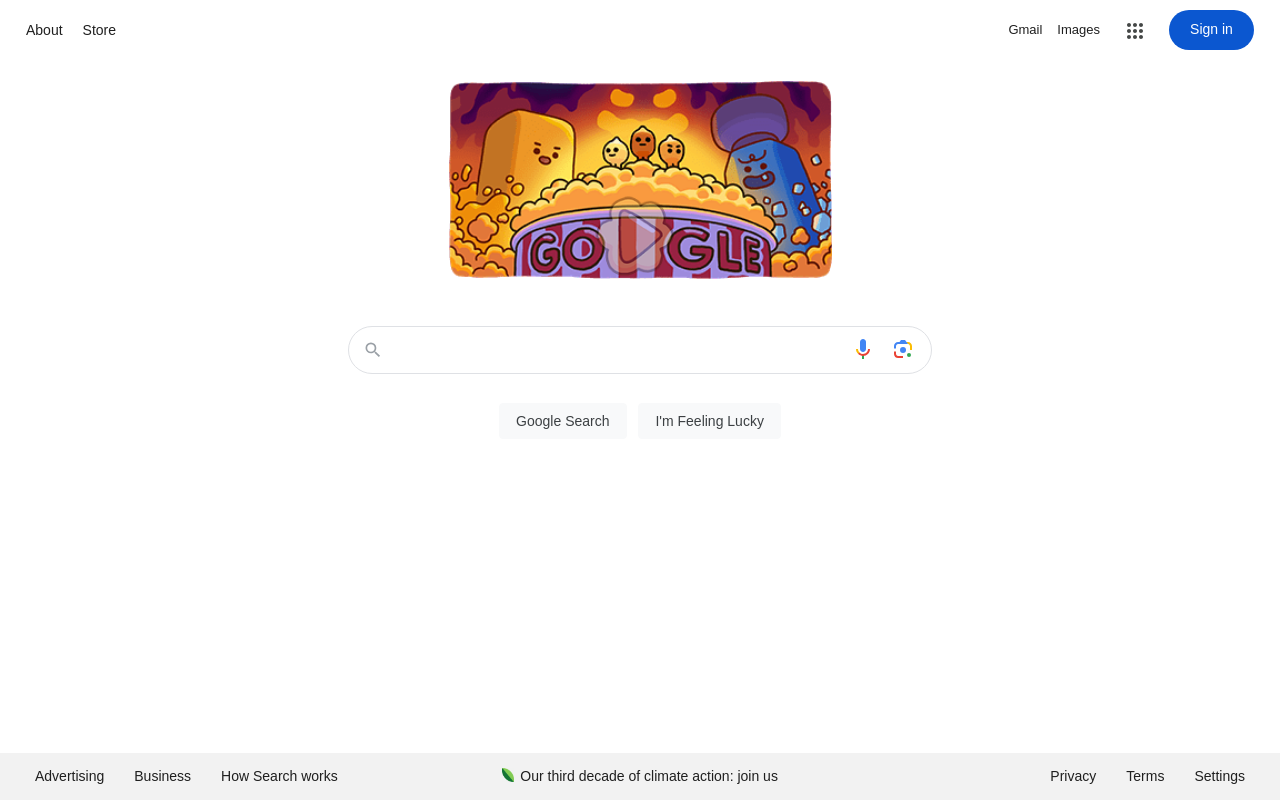 About Store
Gmail Images Sign in
GOOGLE
Google Search I'm Feeling Lucky
Advertising Business How Search works
Our third decade of climate action: join us
Privacy Terms Settings